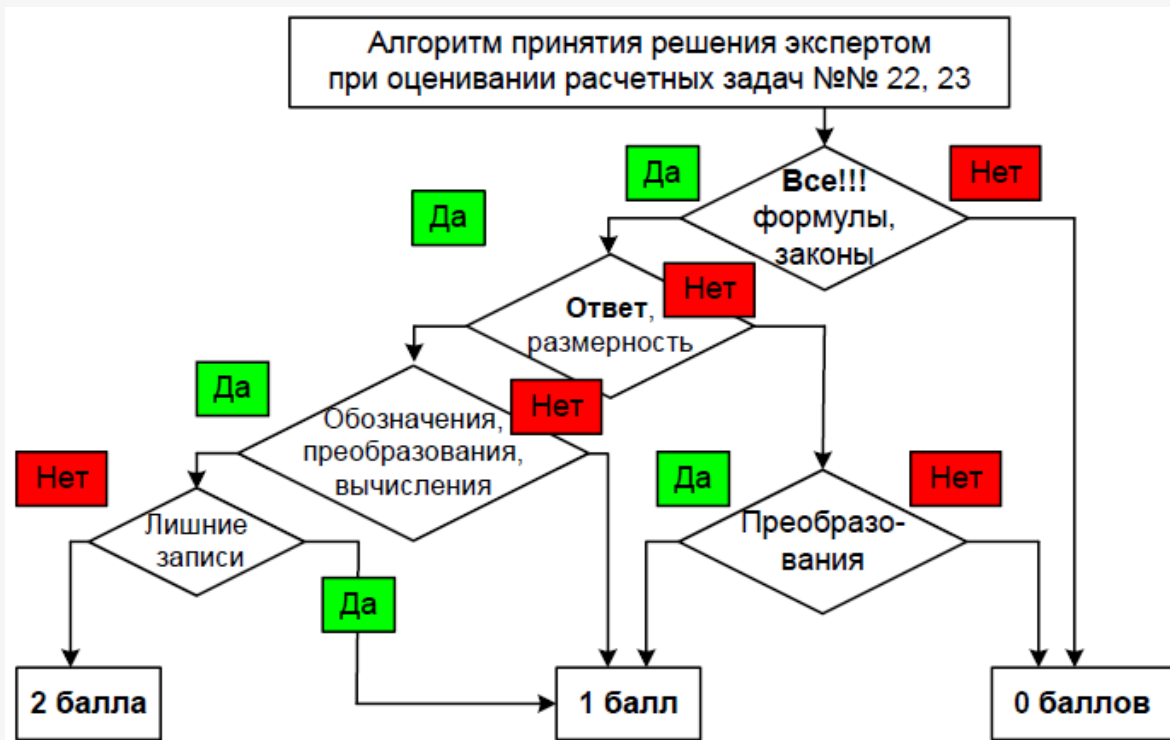 Алгоритм принятия решения экспертом
при оценивании расчетных задач №№ 22, 23
Да
Все!!!
формулы,
законы
Нет
Да
Ответ,
размерность
Нет
Да
Обозначения,
преобразования,
вычисления
Нет
Нет
Лишние
записи
Да
Да
Преобразо-
вания
Нет
2 балла
1 балл
0 баллов